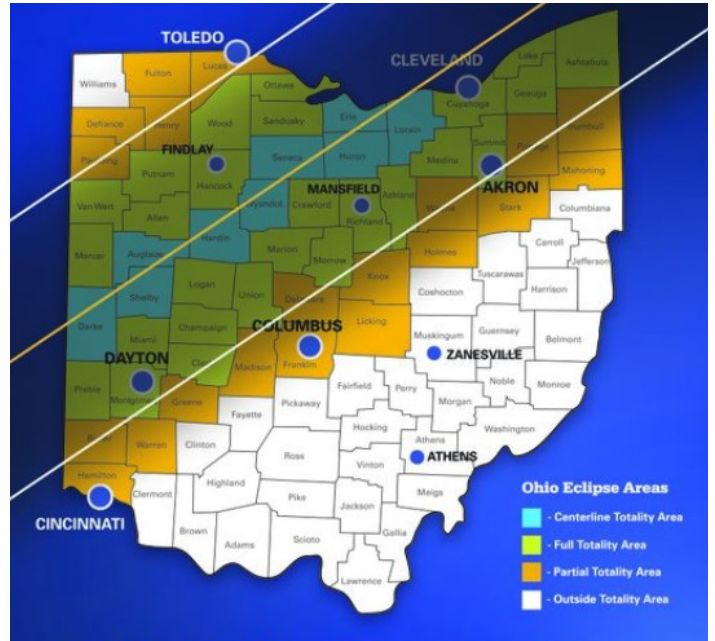 TOLEDO
CLEVELAND
Williams
Fulton
Lucas
Ottawa
Lake
Ashtabula
Geauga
Cuyahoga
Defiance
Henry
Wood
Sandusky
Erie
Lorain
Trumbull
Portage
Summit
Medina
Paulding
FINDLAY
Seneca
Huron
Mahoning
Putnam
Hancock
MANSFIELD
AKRON
Van Wert
Allen
Wyandot
Crawford
Richland
Ashland
Wayne
Stark
Columbiana
Hardin
Mercer
Auglaize
Marion
Morrow
Holmes
Carroll
Jefferson
Tuscarawas
Knox
Logan
Union
Delaware
Coshocton
Harrison
Shelby
Darke
Champaign
Licking
Miami
COLUMBUS
Muskingum
Guernsey
Belmont
DAYTON
Madison
Franklin
ZANESVILLE
Preble
Montgomery
Greene
Fairfield
Perry
Noble
Monroe
Morgan
Fayette
Pickaway
Washington
Warren
Clinton
Hocking
Athens
ATHENS
Ross
Vinton
Hamilton
Highland
Meigs
Clermont
Pike
Jackson
CINCINNATI
Gallia
Brown
Adams
Scioto
Lawrence
Ohio Eclipse Areas
- Centerline Totality Area
- Full Totality Area
- Partial Totality Area
- Outside Totality Area